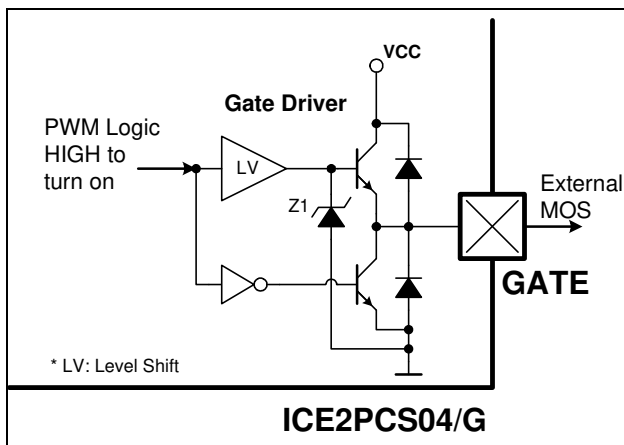 VCC
Gate Driver
PWM Logic
HIGH to
turn on
LV
Z1
External
MOS
GATE
* LV: Level Shift
ICE2PCS04/G